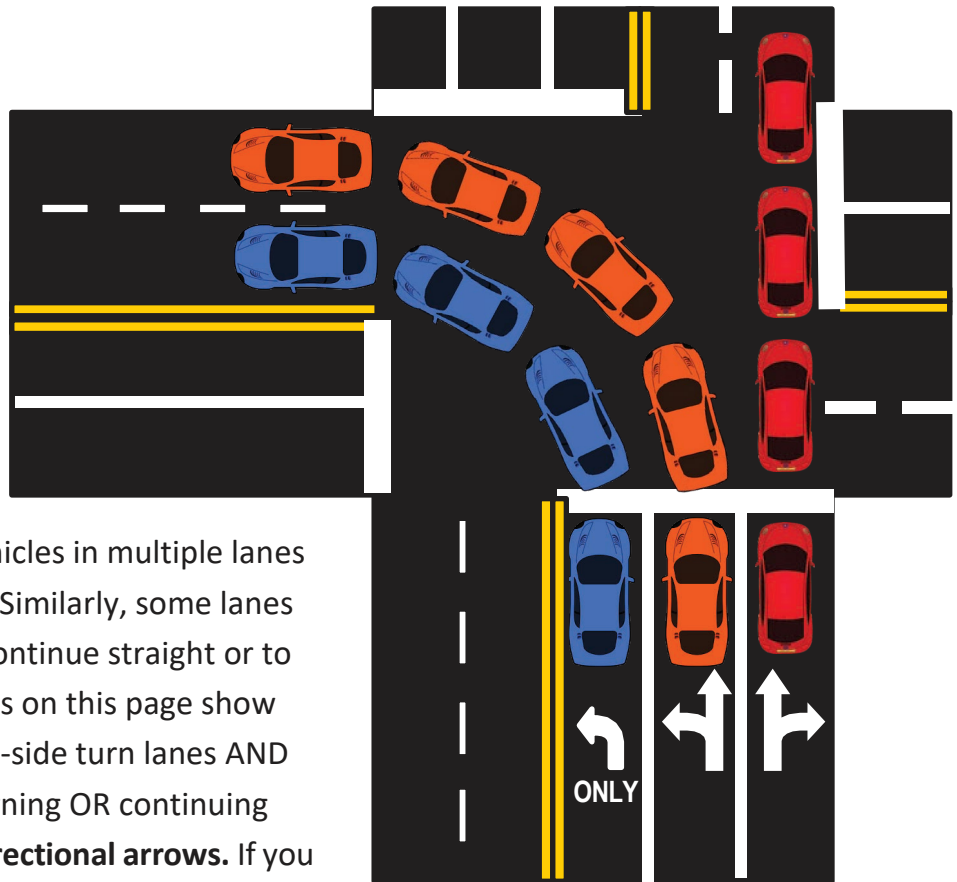 hicles in multiple lanes
Similarly, some lanes
ontinue straight or to
s on this page show
-side turn lanes AND
ning OR continuing
rectional arrows. If you
ONLY